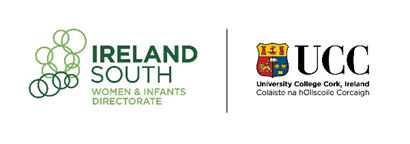 IRELAND
SOUTH
WOMEN & INFANTS
DIRECTORATE
UCC
University College Cork, Ireland
Coláiste na hOllscoile Corcaigh